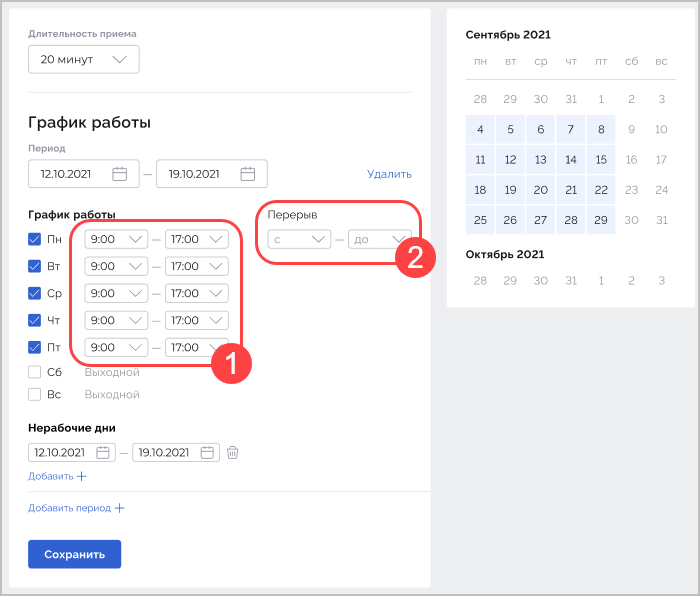 Длительность приема
20 минут
График работы
Период
12.10.2021 — 19.10.2021 Удалить
График работы Перерыв
Пн 9:00 — 17:00 с — до
2
Вт 9:00 — 17:00
Ср 9:00 — 17:00
Чт 9:00 — 17:00
Пт 9:00 — 17:00
1
Сб Выходной
Вс Выходной
Нерабочие дни
12.10.2021 — 19.10.2021
Добавить +
Добавить период +
Сохранить
Сентябрь 2021
пн вт ср чт пт сб вс
28 29 30 31 1 2 3
4 5 6 7 8 9 10
11 12 13 14 15 16 17
18 19 20 21 22 23 24
25 26 27 28 29 30 31
Октябрь 2021
28 29 30 31 1 2 3